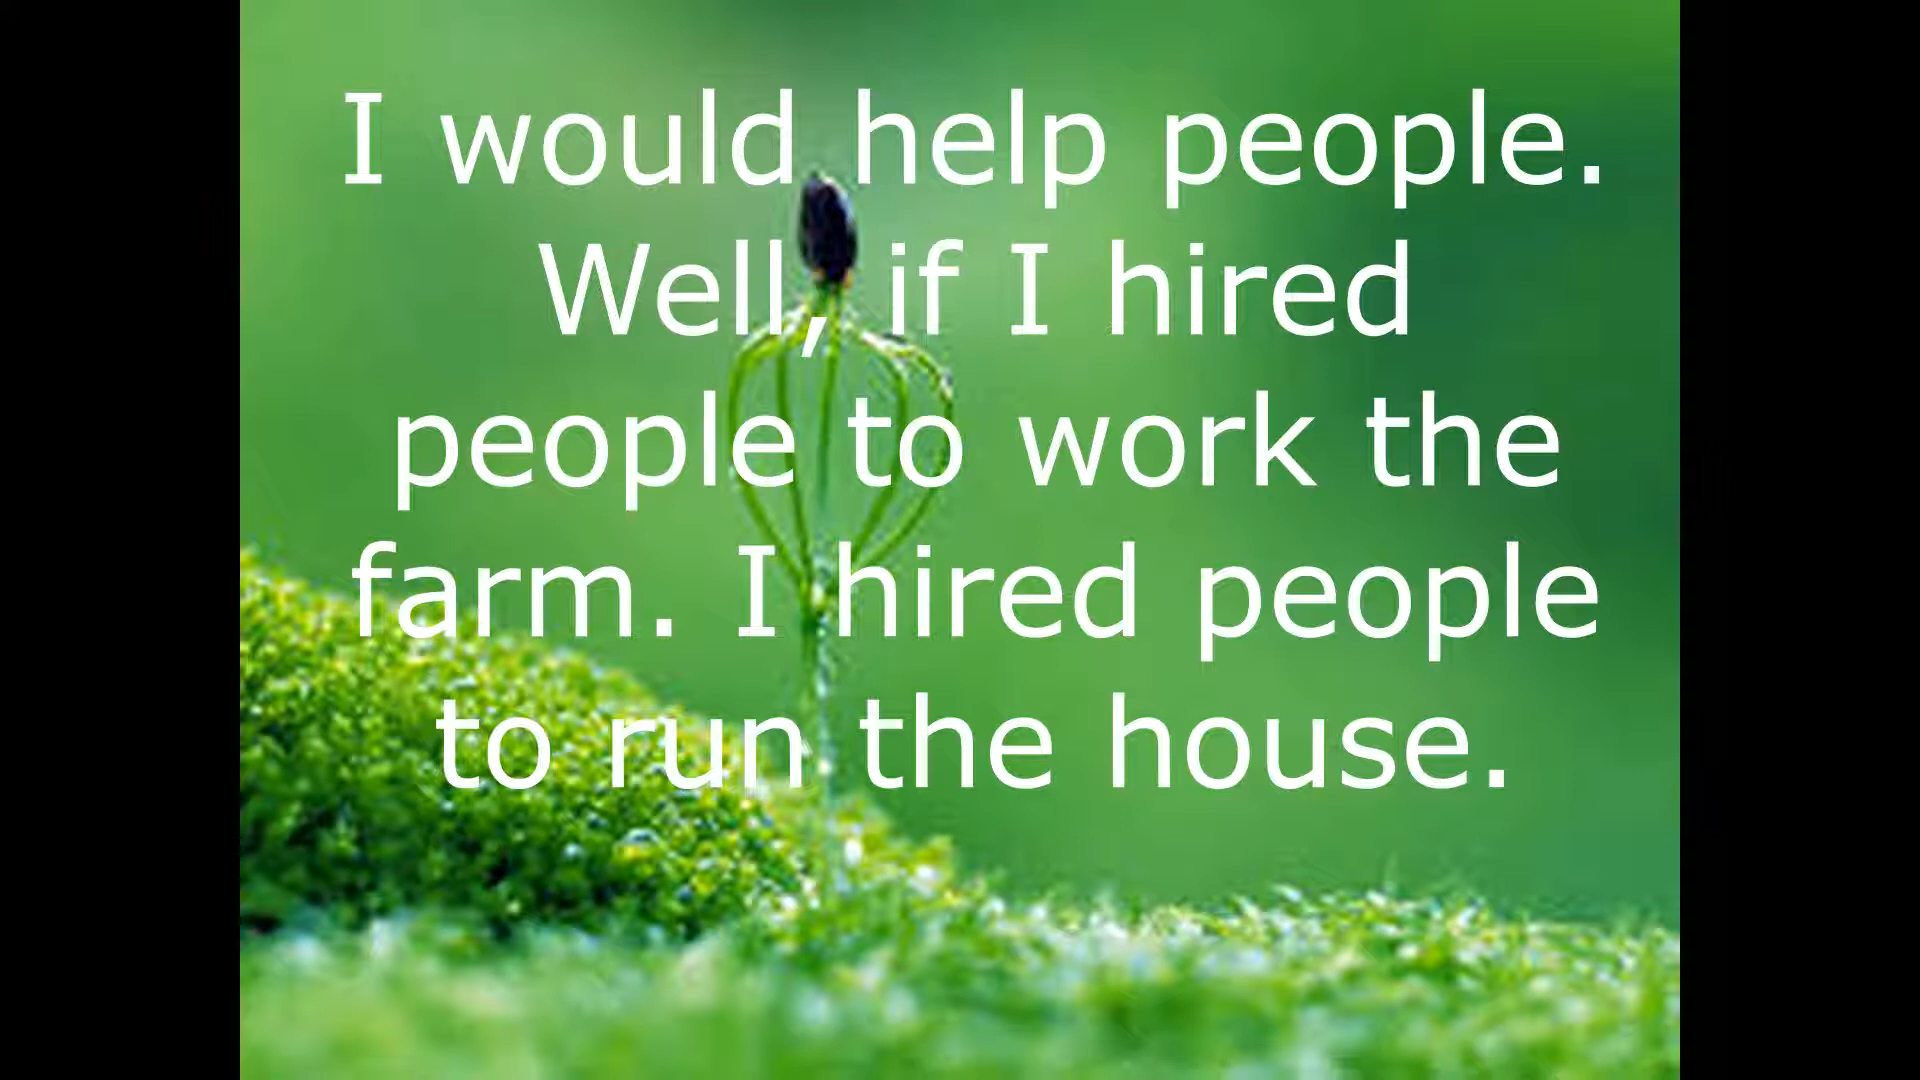 I would help people.
Well, if I hired
people to work the
farm. I hired people
to run the house.